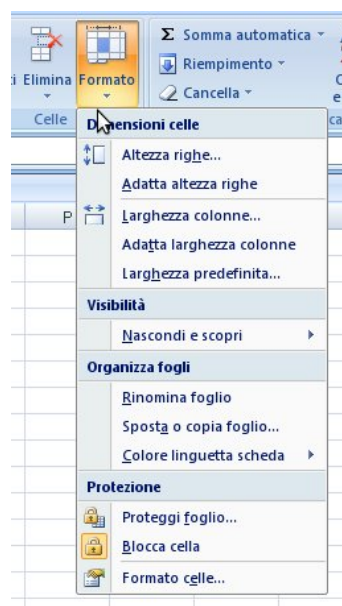 Σ Somma automatica
Riempimento
Elimina Formato
Cancella
Celle
Dimensioni celle
Altezza righe...
Adatta altezza righe
P
Larghezza colonne...
Adatta larghezza colonne
Larghezza predefinita...
Visibilità
Nascondi e scopri
Organizza fogli
Rinomina foglio
Sposta o copia foglio...
Colore linguetta scheda
Protezione
Proteggi foglio...
Blocca cella
Formato celle...